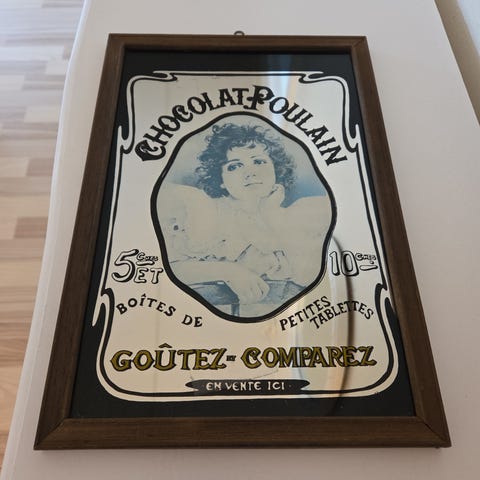 CHOCOLAT POULAIN
5 Cmes ET 10 Cmes
BOÎTES DE PETITES TABLETTES
GOÛTEZ ET COMPAREZ
EN VENTE ICI